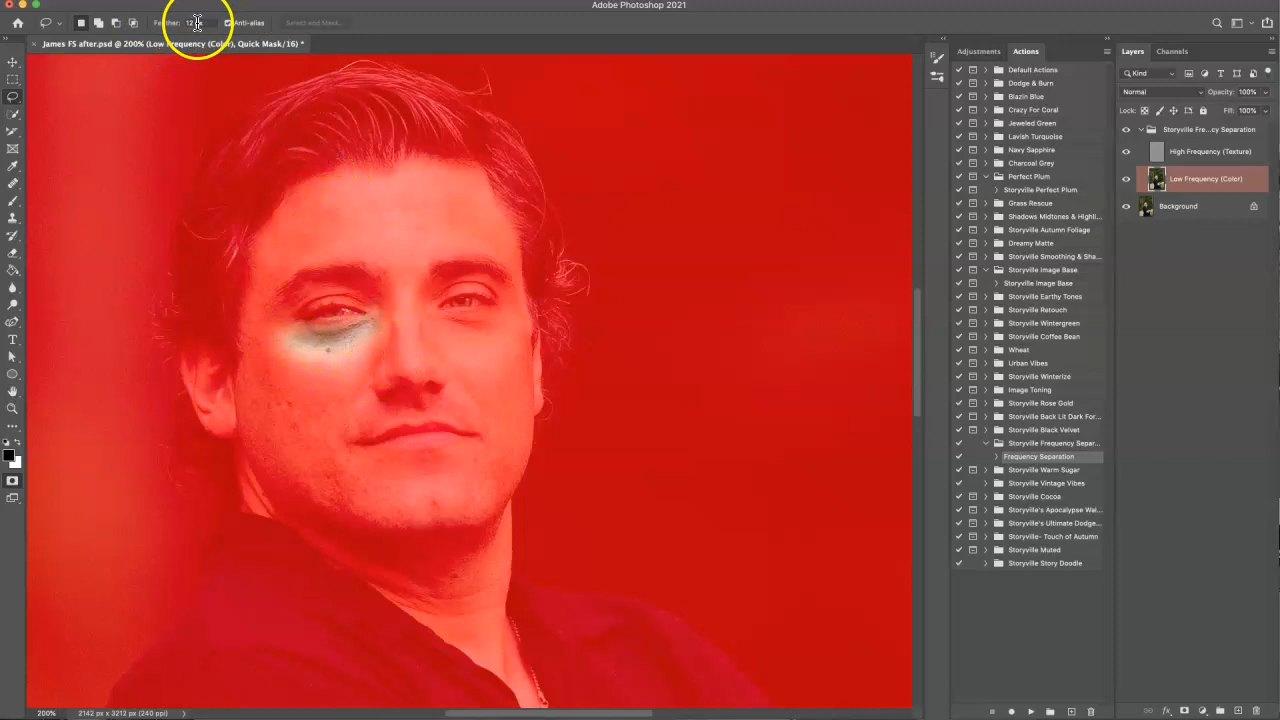 Adobe Photoshop 2021
Feather: 12 px Anti-alias Select and Mask...
James FS after.psd @ 200% (Low Frequency (Color), Quick Mask/16) *
Adjustments Actions
Default Actions
Dodge & Burn
Blazin Blue
Crazy For Coral
Jeweled Green
Lavish Turquoise
Navy Sapphire
Charcoal Grey
Perfect Plum
Storyville Perfect Plum
Grass Rescue
Shadows Midtones & Highli...
Storyville Autumn Foliage
Dreamy Matte
Storyville Smoothing & Sha...
Storyville Image Base
Storyville Image Base
Storyville Earthy Tones
Storyville Retouch
Storyville Wintergreen
Storyville Coffee Bean
Wheat
Urban Vibes
Storyville Winterize
Image Toning
Storyville Rose Gold
Storyville Back Lit Dark For...
Storyville Black Velvet
Storyville Frequency Separ...
Frequency Separation
Storyville Warm Sugar
Storyville Vintage Vibes
Storyville Cocoa
Storyville's Apocalypse Wal...
Storyville's Ultimate Dodge...
Storyville- Touch of Autumn
Storyville Muted
Storyville Story Doodle
Layers Channels
Kind
Normal Opacity: 100%
Lock: Fill: 100%
Storyville Fre...cy Separation
High Frequency (Texture)
Low Frequency (Color)
Background
200% 2142 px x 3212 px (240 ppi)